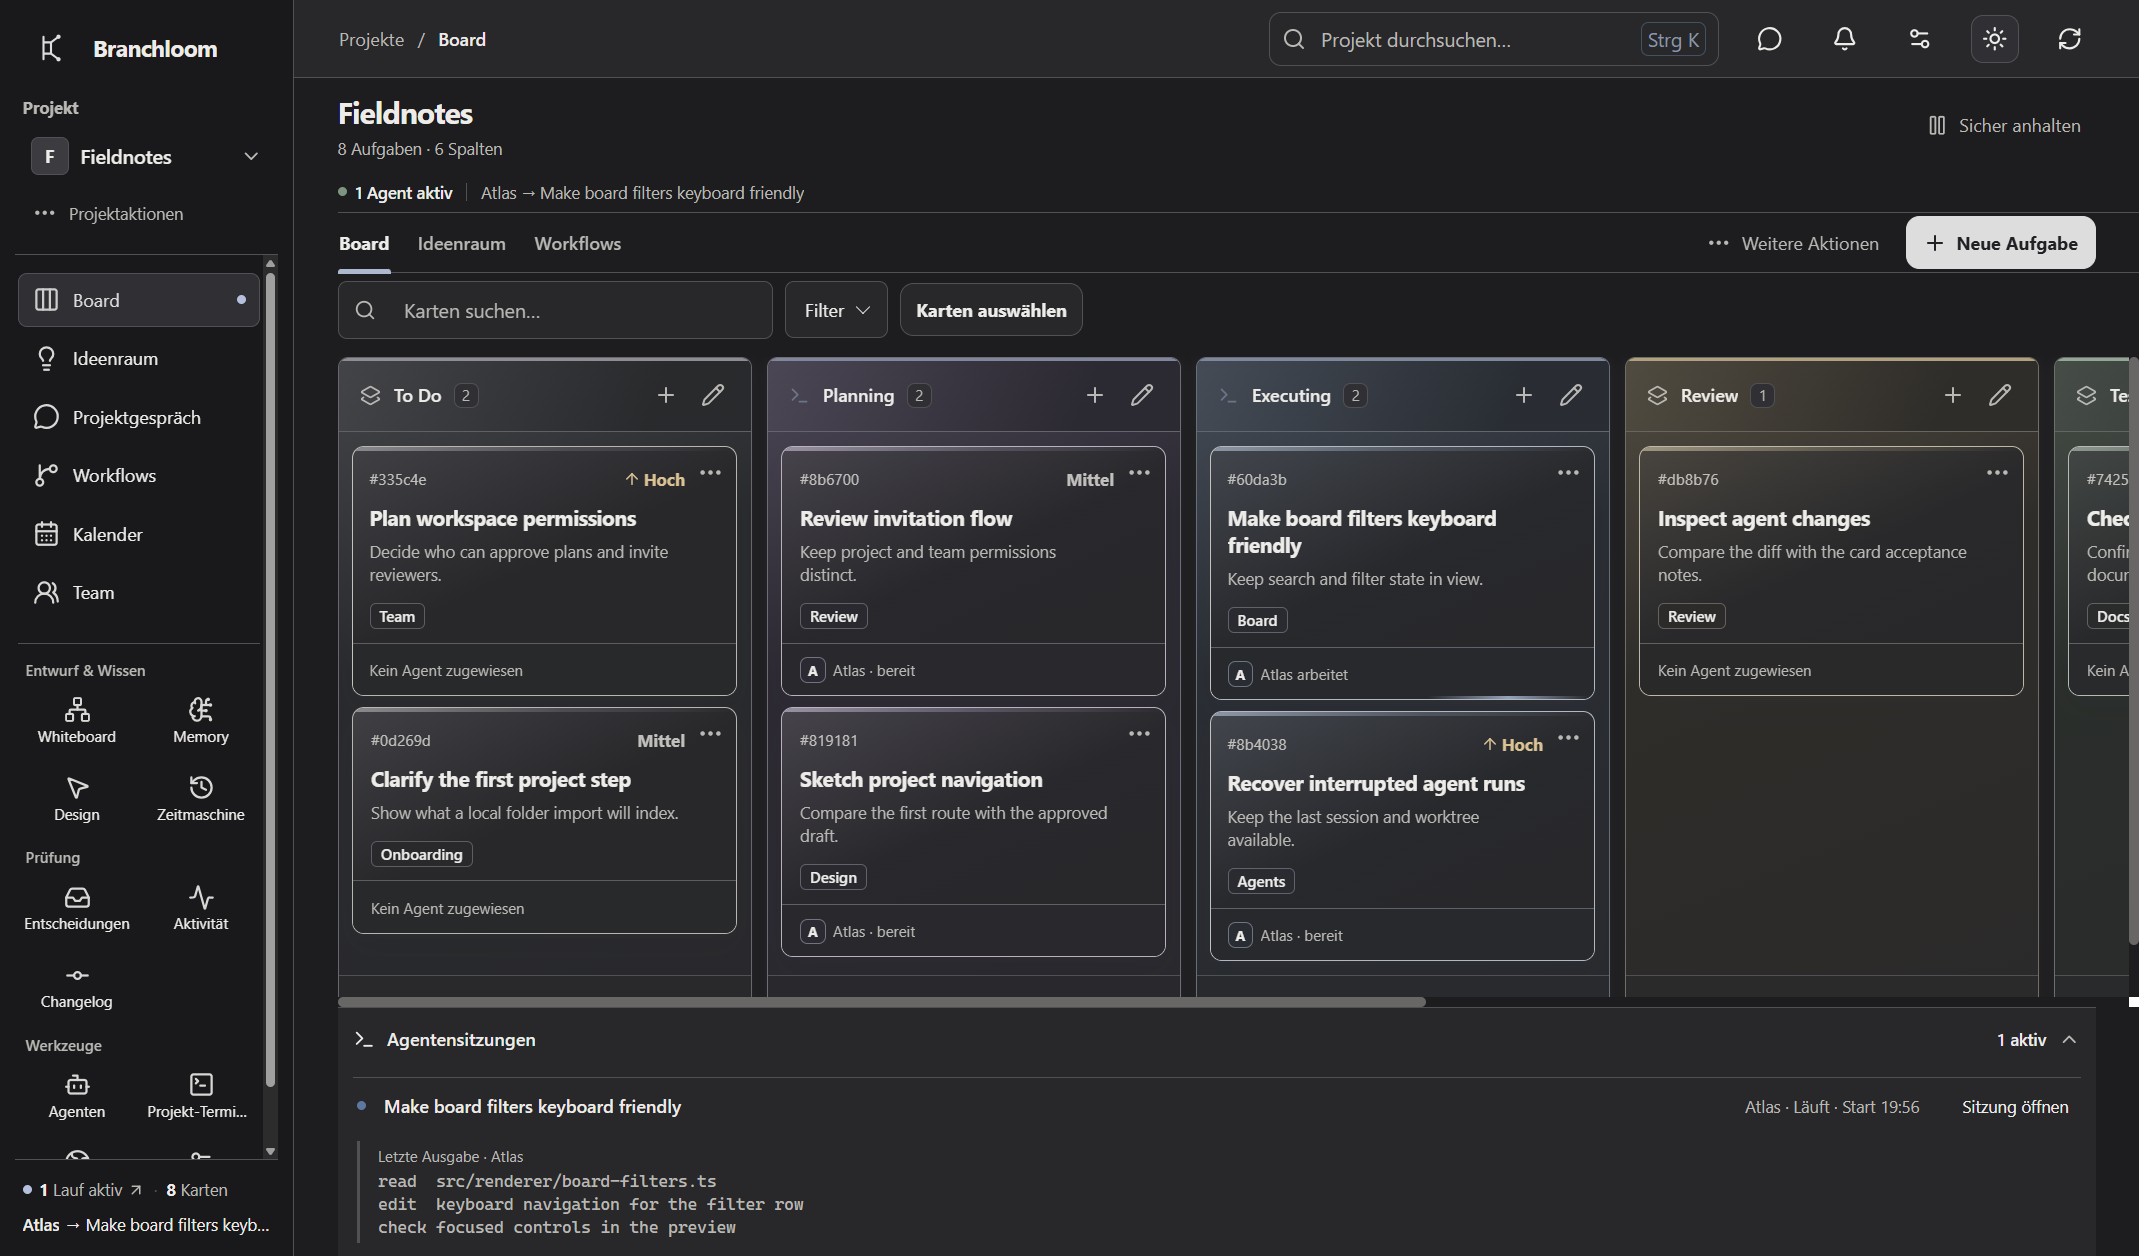 Branchloom
Projekt
F Fieldnotes
Projektaktionen
Board
Ideenraum
Projektgespräch
Workflows
Kalender
Team
Entwurf & Wissen
Whiteboard Memory
Design Zeitmaschine
Prüfung
Entscheidungen Aktivität
Changelog
Werkzeuge
Agenten Projekt-Termi...
1 Lauf aktiv ↗ · 8 Karten
Atlas → Make board filters keyb...
Projekte / Board
Projekt durchsuchen... Strg K
Fieldnotes
8 Aufgaben · 6 Spalten
Sicher anhalten
1 Agent aktiv Atlas → Make board filters keyboard friendly
Board Ideenraum Workflows
Weitere Aktionen
+ Neue Aufgabe
Karten suchen...
Filter
Karten auswählen
To Do 2
#335c4e ↑ Hoch
Plan workspace permissions
Decide who can approve plans and invite
reviewers.
Team
Kein Agent zugewiesen
#0d269d Mittel
Clarify the first project step
Show what a local folder import will index.
Onboarding
Kein Agent zugewiesen
Planning 2
#8b6700 Mittel
Review invitation flow
Keep project and team permissions
distinct.
Review
A Atlas · bereit
#819181
Sketch project navigation
Compare the first route with the approved
draft.
Design
A Atlas · bereit
Executing 2
#60da3b
Make board filters keyboard
friendly
Keep search and filter state in view.
Board
A Atlas arbeitet
#8b4038 ↑ Hoch
Recover interrupted agent runs
Keep the last session and worktree
available.
Agents
A Atlas · bereit
Review 1
#db8b76
Inspect agent changes
Compare the diff with the card acceptance
notes.
Review
Kein Agent zugewiesen
Te
#7425
Chec
Confir
docur
Docs
Kein A
Agentensitzungen
1 aktiv
Make board filters keyboard friendly
Atlas · Läuft · Start 19:56 Sitzung öffnen
Letzte Ausgabe · Atlas
read src/renderer/board-filters.ts
edit keyboard navigation for the filter row
check focused controls in the preview